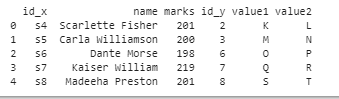 id_x name marks id_y value1 value2
0 s4 Scarlette Fisher 201 2 K L
1 s5 Carla Williamson 200 3 M N
2 s6 Dante Morse 198 6 O P
3 s7 Kaiser William 219 7 Q R
4 s8 Madeeha Preston 201 8 S T